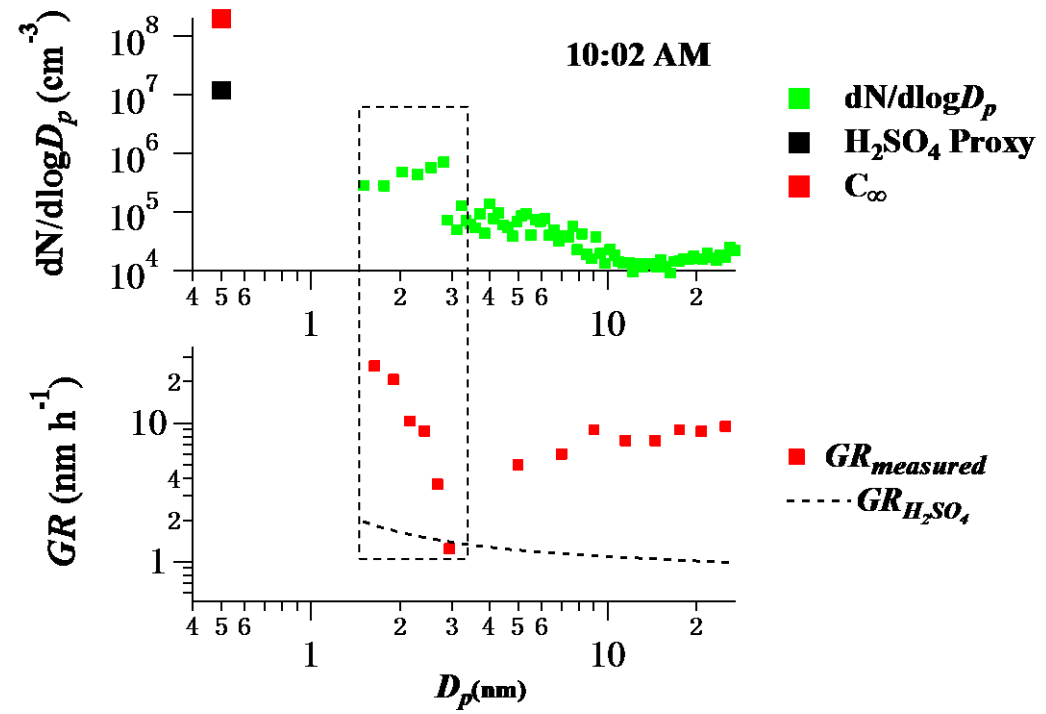 10:02 AM
dN/dlogDp (cm-3)
10^8
10^7
10^6
10^5
10^4
4 5 6 2 3 4 5 6 2
1 10
dN/dlogDp
H2SO4 Proxy
C∞
GR (nm h-1)
2
10
4
2
1
4 5 6 2 3 4 5 6 2
1 10
Dp(nm)
GRmeasured
GRH2SO4